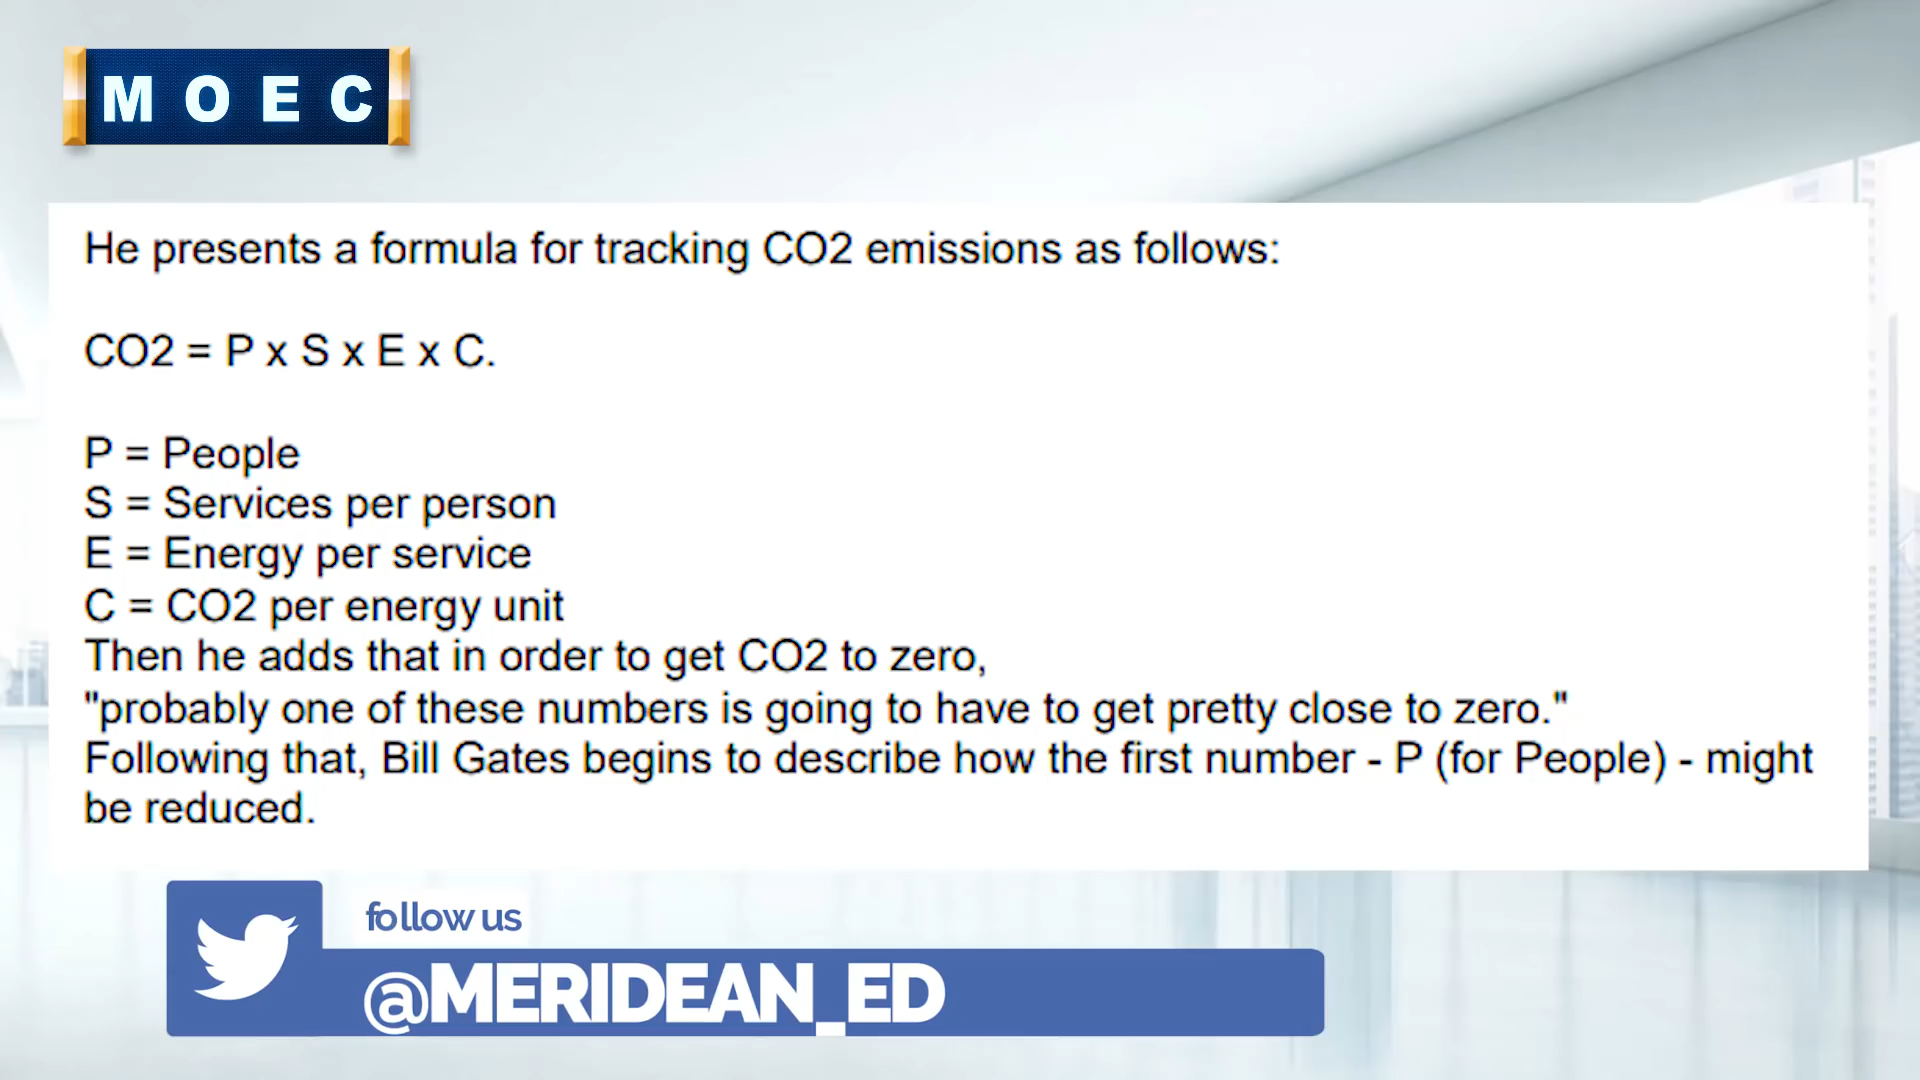 M O E C
He presents a formula for tracking CO2 emissions as follows:
CO2 = P x S x E x C.
P = People
S = Services per person
E = Energy per service
C = CO2 per energy unit
Then he adds that in order to get CO2 to zero,
"probably one of these numbers is going to have to get pretty close to zero."
Following that, Bill Gates begins to describe how the first number - P (for People) - might
be reduced.
follow us
@MERIDEAN_ED